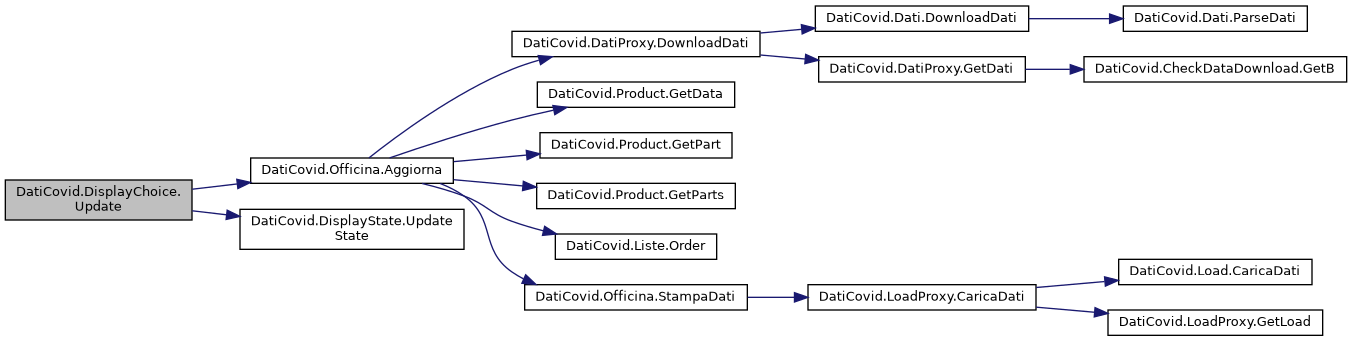 DatiCovid.DisplayChoice.
Update
DatiCovid.Officina.Aggiorna
DatiCovid.DisplayState.Update
State
DatiCovid.DatiProxy.DownloadDati
DatiCovid.Product.GetData
DatiCovid.Product.GetPart
DatiCovid.Product.GetParts
DatiCovid.Liste.Order
DatiCovid.Officina.StampaDati
DatiCovid.Dati.DownloadDati
DatiCovid.DatiProxy.GetDati
DatiCovid.LoadProxy.CaricaDati
DatiCovid.Dati.ParseDati
DatiCovid.CheckDataDownload.GetB
DatiCovid.Load.CaricaDati
DatiCovid.LoadProxy.GetLoad